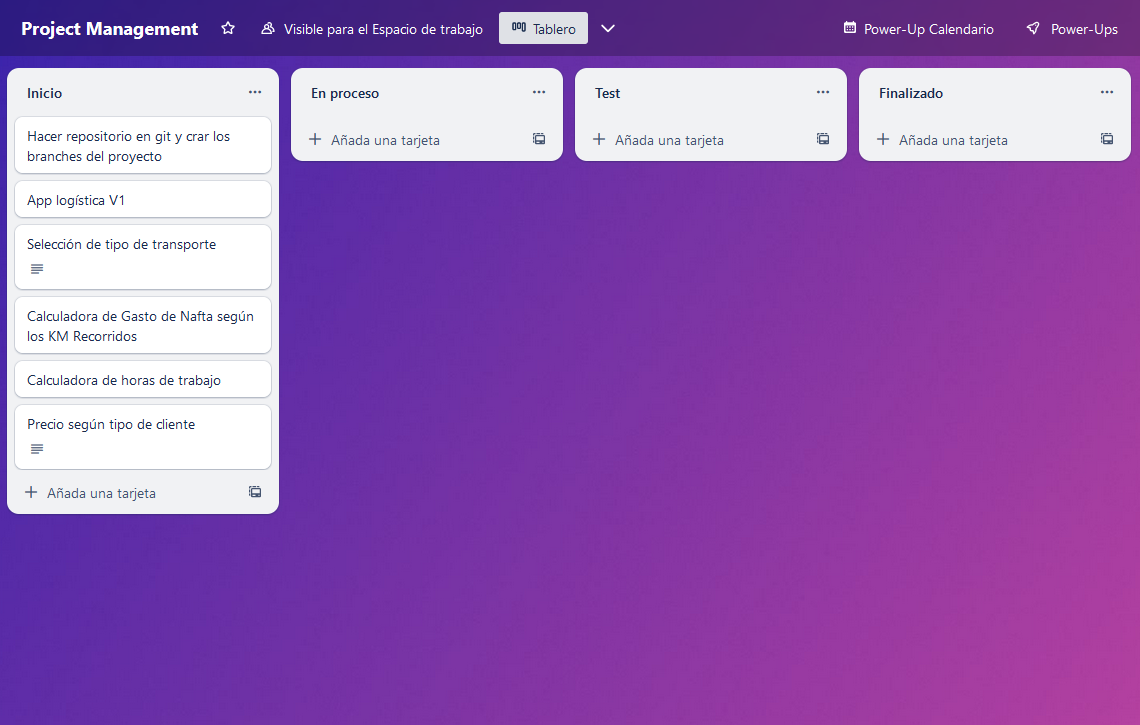 Project Management
Visible para el Espacio de trabajo
Tablero
Power-Up Calendario
Power-Ups
Inicio
Hacer repositorio en git y crar los
branches del proyecto
App logística V1
Selección de tipo de transporte
Calculadora de Gasto de Nafta según
los KM Recorridos
Calculadora de horas de trabajo
Precio según tipo de cliente
Añada una tarjeta
En proceso
Añada una tarjeta
Test
Añada una tarjeta
Finalizado
Añada una tarjeta